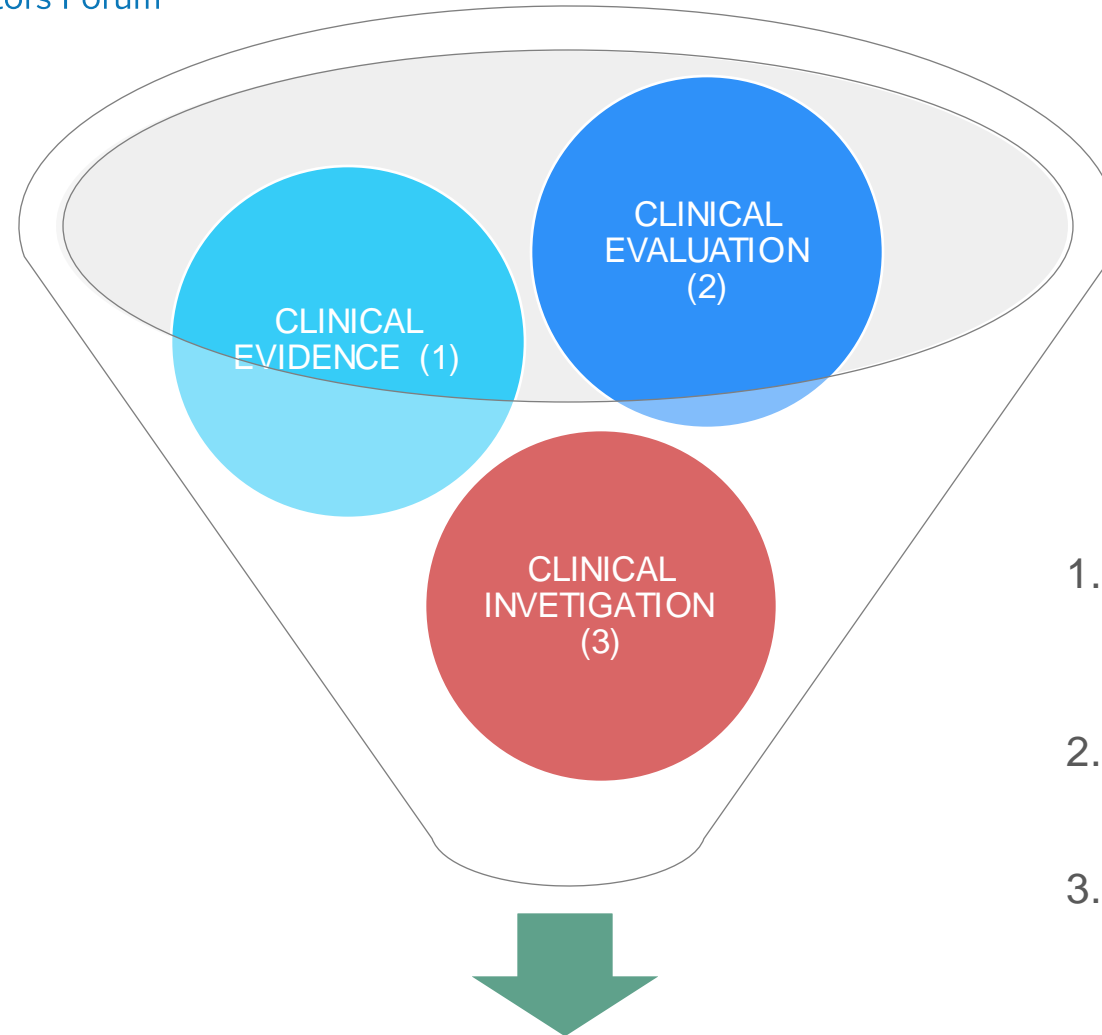 tors Forum
CLINICAL
EVALUATION
(2)
CLINICAL
EVIDENCE (1)
CLINICAL
INVETIGATION
(3)
1.
2.
3.